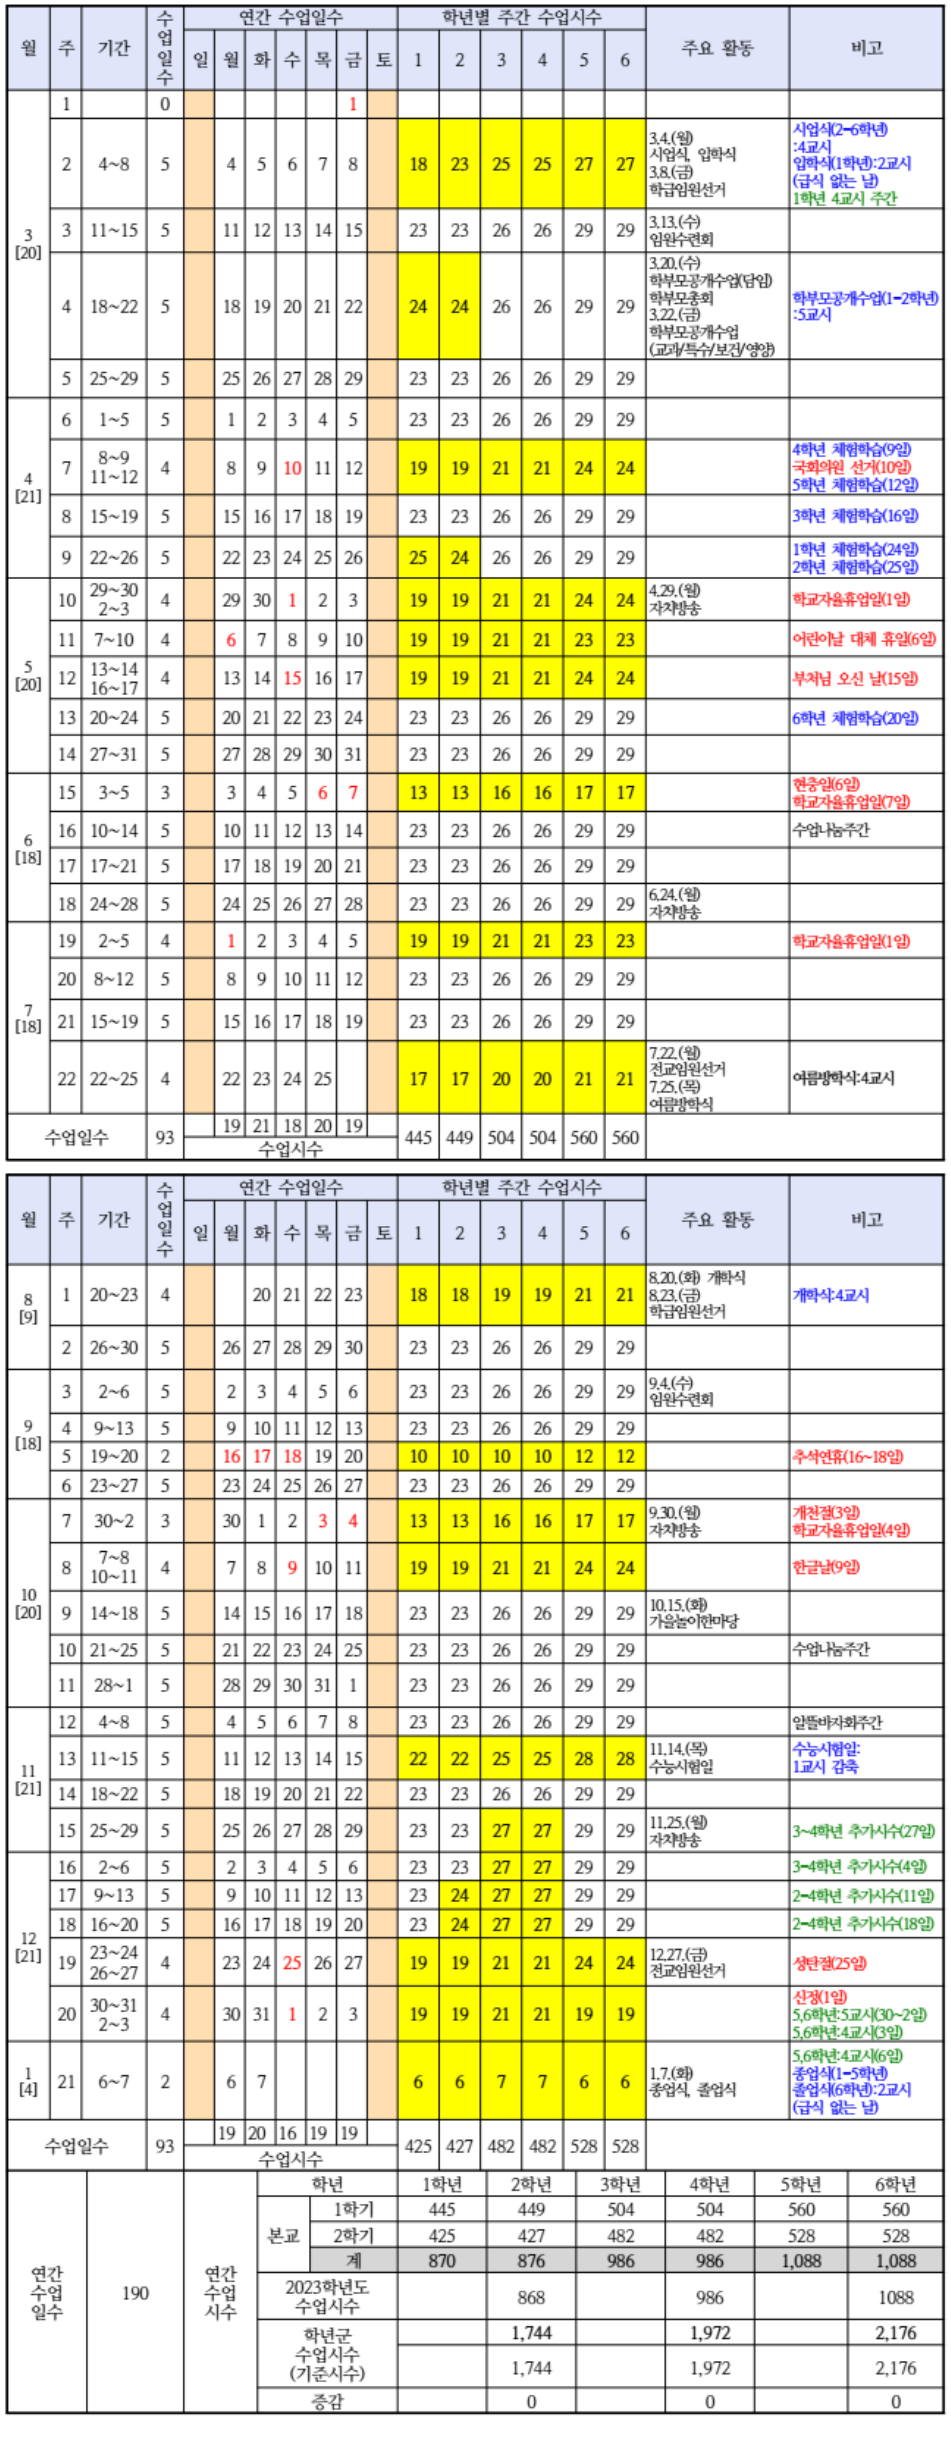 월 주 기간 수업일수 연간 수업일수 학년별 주간 수업시수 주요 활동 비고
일 월 화 수 목 금 토 1 2 3 4 5 6
3 [20]
1 0 1
2 4~8 5 4 5 6 7 8 18 23 25 25 27 27 3.4.(월) 시업식, 입학식 3.8.(금) 학급임원선거 시업식(2-6학년) :4교시 입학식(1학년):2교시 (급식 없는 날) 1학년 4교시 주간
3 11~15 5 11 12 13 14 15 23 23 26 26 29 29 3.13.(수) 임원수련회
4 18~22 5 18 19 20 21 22 24 24 26 26 29 29 3.20.(수) 학부모공개수업(담임) 학부모총회 3.22.(금) 학부모공개수업 (교과/특수/보건/영양) 학부모공개수업(1-2학년) :5교시
5 25~29 5 25 26 27 28 29 23 23 26 26 29 29
4 [21]
6 1~5 5 1 2 3 4 5 23 23 26 26 29 29
7 8~9 11~12 4 8 9 10 11 12 19 19 21 21 24 24 4학년 체험학습(9일) 국회의원 선거(10일) 5학년 체험학습(12일)
8 15~19 5 15 16 17 18 19 23 23 26 26 29 29 3학년 체험학습(16일)
9 22~26 5 22 23 24 25 26 25 24 26 26 29 29 1학년 체험학습(24일) 2학년 체험학습(25일)
5 [20]
10 29~30 2~3 4 29 30 1 2 3 19 19 21 21 24 24 4.29.(월) 자치방송 학교자율휴업일(1일)
11 7~10 4 6 7 8 9 10 19 19 21 21 23 23 어린이날 대체 휴일(6일)
12 13~14 16~17 4 13 14 15 16 17 19 19 21 21 24 24 부처님 오신 날(15일)
13 20~24 5 20 21 22 23 24 23 23 26 26 29 29 6학년 체험학습(20일)
14 27~31 5 27 28 29 30 31 23 23 26 26 29 29
6 [18]
15 3~5 3 3 4 5 6 7 13 13 16 16 17 17 현충일(6일) 학교자율휴업일(7일)
16 10~14 5 10 11 12 13 14 23 23 26 26 29 29 수업나눔주간
17 17~21 5 17 18 19 20 21 23 23 26 26 29 29
18 24~28 5 24 25 26 27 28 23 23 26 26 29 29 6.24.(월) 자치방송
7 [18]
19 2~5 4 1 2 3 4 5 19 19 21 21 23 23 학교자율휴업일(1일)
20 8~12 5 8 9 10 11 12 23 23 26 26 29 29
21 15~19 5 15 16 17 18 19 23 23 26 26 29 29
22 22~25 4 22 23 24 25 17 17 20 20 21 21 7.22.(월) 전교임원선거 7.25.(목) 여름방학식 여름방학식:4교시
수업일수 93 19 21 18 20 19 수업시수 445 449 504 504 560 560
월 주 기간 수업일수 연간 수업일수 학년별 주간 수업시수 주요 활동 비고
일 월 화 수 목 금 토 1 2 3 4 5 6
8 [9]
1 20~23 4 20 21 22 23 18 18 19 19 21 21 8.20.(화) 개학식 8.23.(금) 학급임원선거 개학식:4교시
2 26~30 5 26 27 28 29 30 23 23 26 26 29 29
9 [18]
3 2~6 5 2 3 4 5 6 23 23 26 26 29 29 9.4.(수) 임원수련회
4 9~13 5 9 10 11 12 13 23 23 26 26 29 29
5 19~20 2 16 17 18 19 20 10 10 10 10 12 12 추석연휴(16~18일)
6 23~27 5 23 24 25 26 27 23 23 26 26 29 29
10 [20]
7 30~2 3 30 1 2 3 4 13 13 16 16 17 17 9.30.(월) 자치방송 개천절(3일) 학교자율휴업일(4일)
8 7~8 10~11 4 7 8 9 10 11 19 19 21 21 24 24 한글날(9일)
9 14~18 5 14 15 16 17 18 23 23 26 26 29 29 10.15.(화) 가을놀이한마당
10 21~25 5 21 22 23 24 25 23 23 26 26 29 29 수업나눔주간
11 28~1 5 28 29 30 31 1 23 23 26 26 29 29
11 [21]
12 4~8 5 4 5 6 7 8 23 23 26 26 29 29 알뜰바자회주간
13 11~15 5 11 12 13 14 15 22 22 25 25 28 28 11.14.(목) 수능시험일 수능시험일: 1교시 감축
14 18~22 5 18 19 20 21 22 23 23 26 26 29 29
15 25~29 5 25 26 27 28 29 23 23 27 27 29 29 11.25.(월) 자치방송 3~4학년 추가시수(27일)
12 [21]
16 2~6 5 2 3 4 5 6 23 23 27 27 29 29 3-4학년 추가시수(4일)
17 9~13 5 9 10 11 12 13 23 24 27 27 29 29 2-4학년 추가시수(11일)
18 16~20 5 16 17 18 19 20 23 24 27 27 29 29 2-4학년 추가시수(18일)
19 23~24 26~27 4 23 24 25 26 27 19 19 21 21 24 24 12.27.(금) 전교임원선거 성탄절(25일)
20 30~31 2~3 4 30 31 1 2 3 19 19 21 21 19 19 신정(1일) 5,6학년:5교시(30~2일) 5,6학년:4교시(3일)
1 [4]
21 6~7 2 6 7 6 6 7 7 6 6 1.7.(화) 종업식, 졸업식 5,6학년:4교시(6일) 종업식(1-5학년) 졸업식(6학년):2교시 (급식 없는 날)
수업일수 93 19 20 16 19 19 수업시수 425 427 482 482 528 528
연간 수업 일수 190 연간 수업 시수
학년 1학년 2학년 3학년 4학년 5학년 6학년
본교 1학기 445 449 504 504 560 560
2학기 425 427 482 482 528 528
계 870 876 986 986 1,088 1,088
2023학년도 수업시수 868 986 1088
학년군 수업시수 (기준시수) 1,744 1,972 2,176
1,744 1,972 2,176
증감 0 0 0